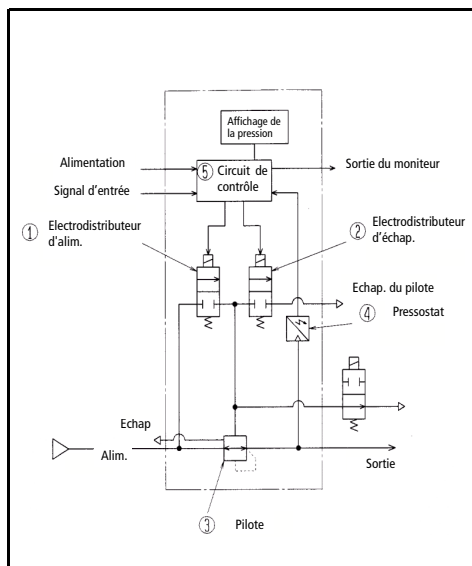 Affichage de
la pression
Alimentation
⑤ Circuit de
contrôle
Sortie du moniteur
Signal d'entrée
① Electrodistributeur
d'alim.
② Electrodistributeur
d'échap.
Echap. du pilote
④ Pressostat
Echap
Alim.
Sortie
③ Pilote